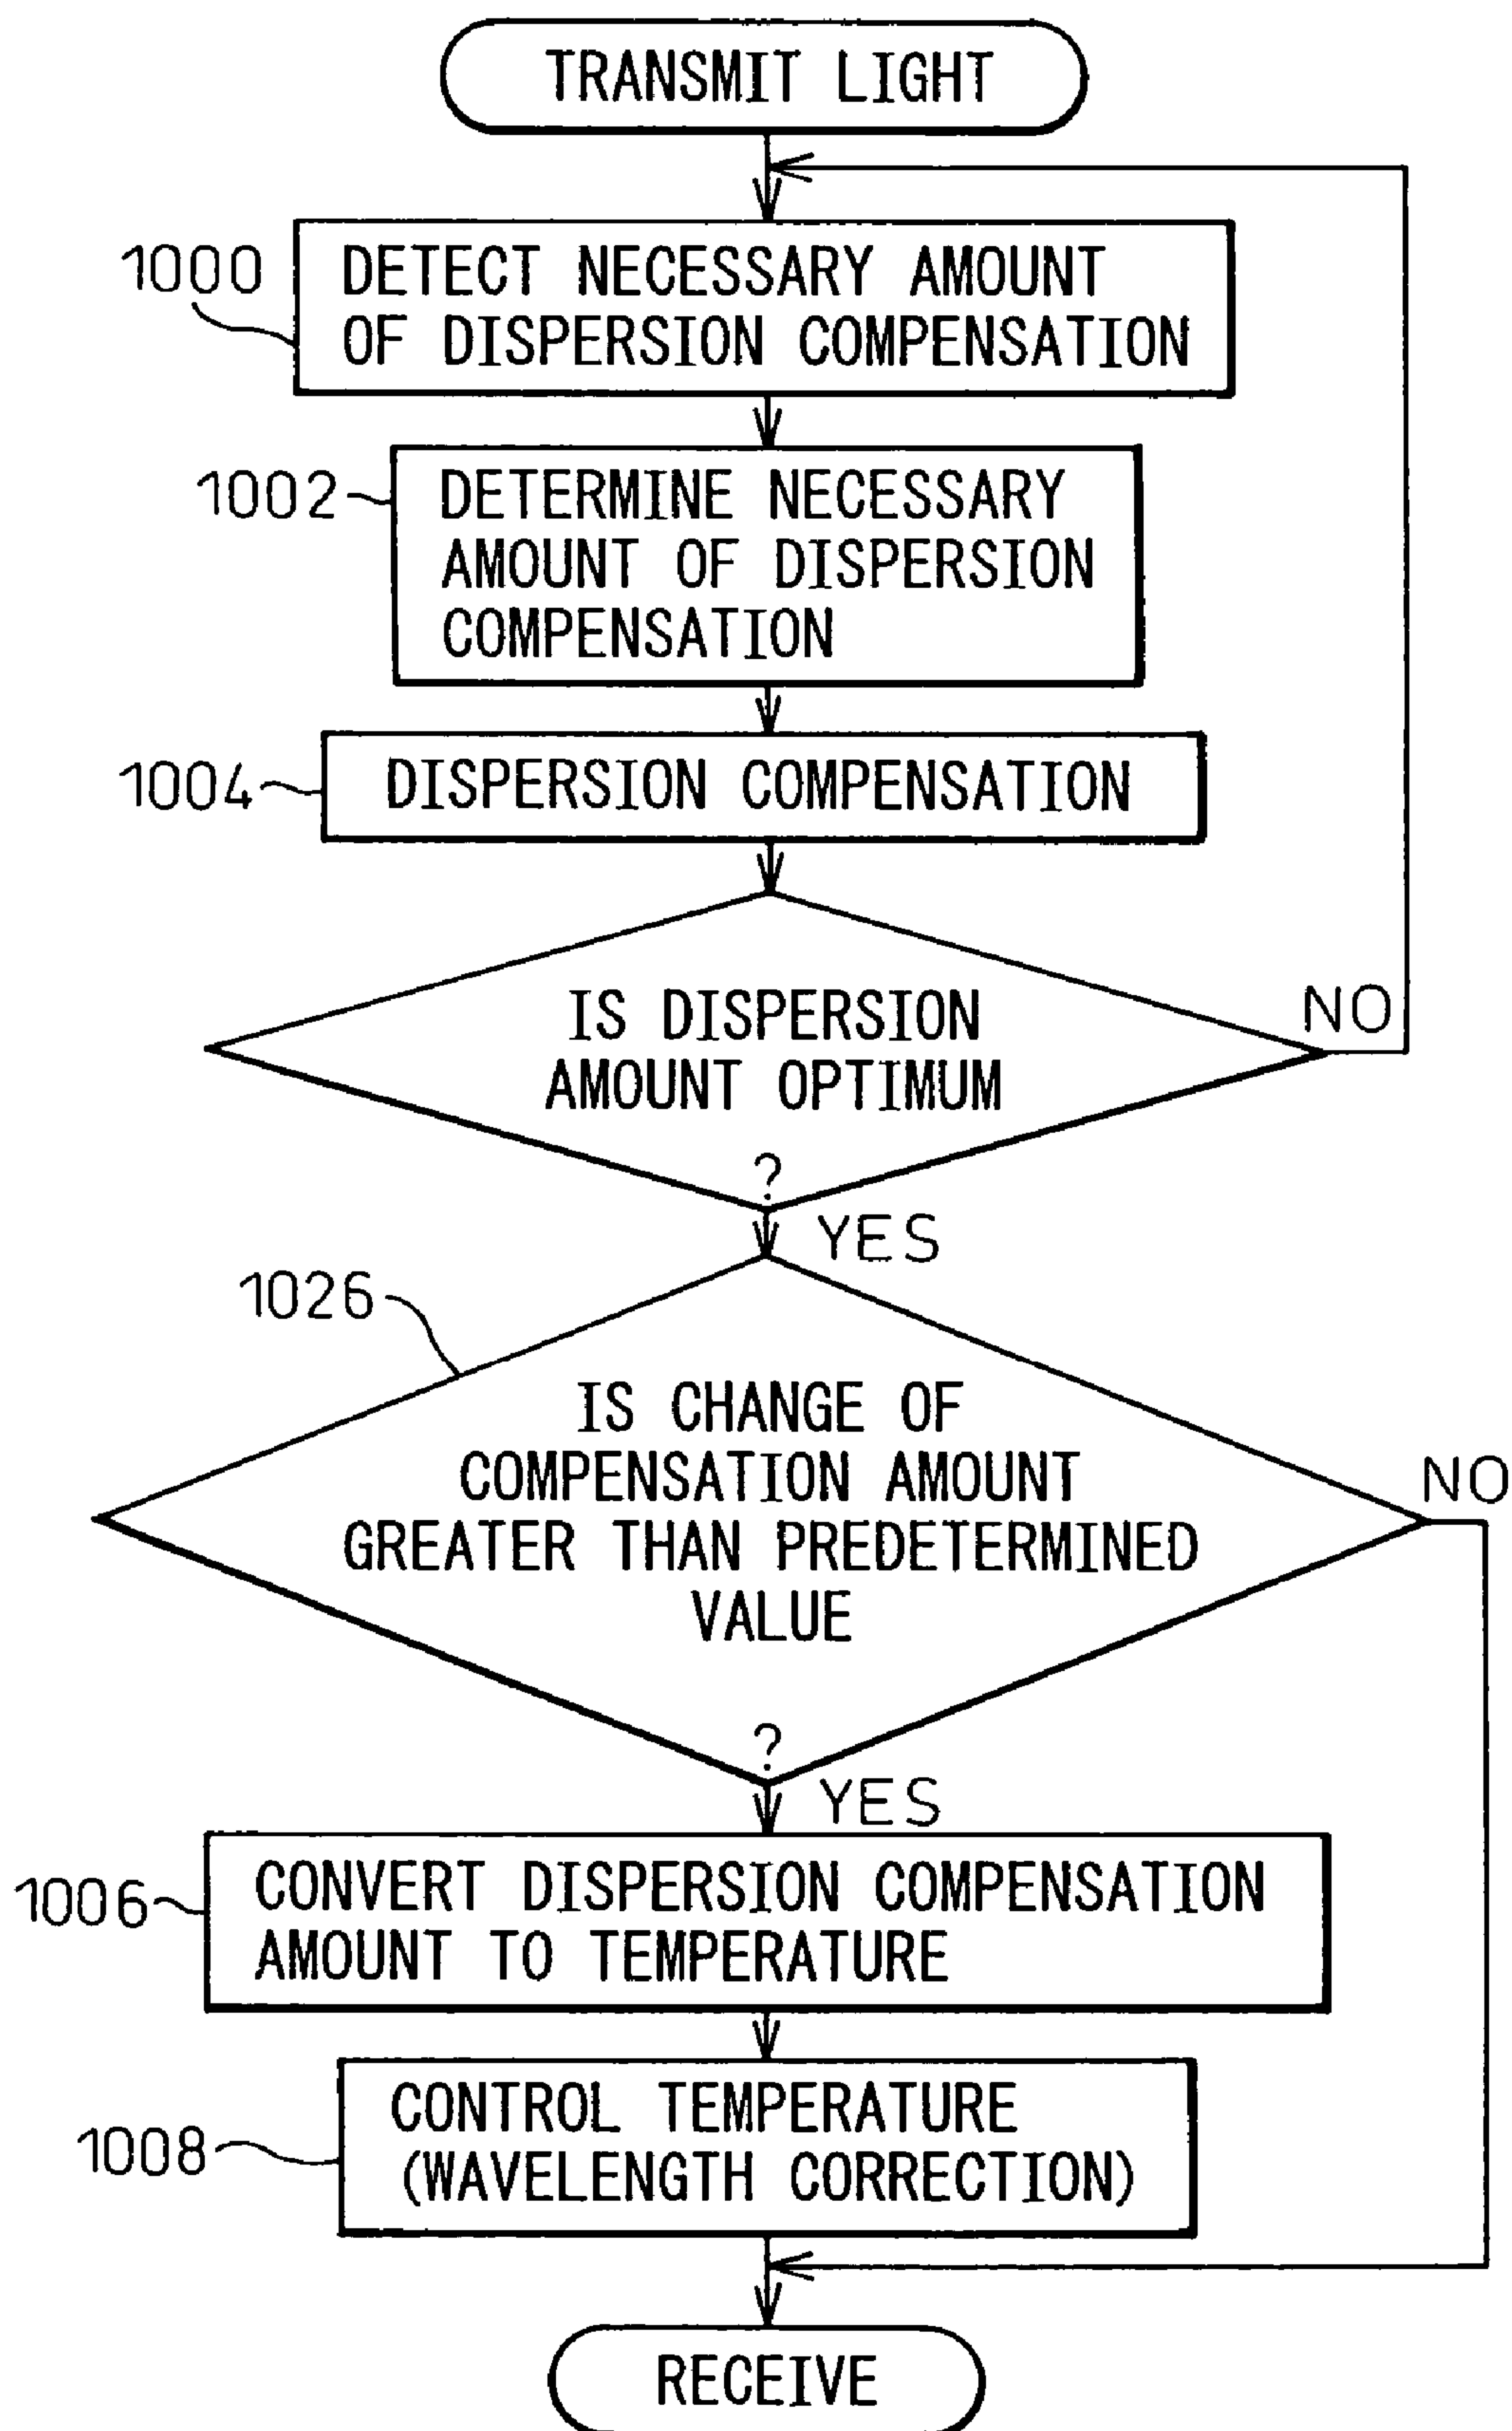 TRANSMIT LIGHT
1000
DETECT NECESSARY AMOUNT
OF DISPERSION COMPENSATION
1002
DETERMINE NECESSARY
AMOUNT OF DISPERSION
COMPENSATION
1004
DISPERSION COMPENSATION
IS DISPERSION
AMOUNT OPTIMUM
?
NO
YES
1026
IS CHANGE OF
COMPENSATION AMOUNT
GREATER THAN PREDETERMINED
VALUE
?
NO
YES
1006
CONVERT DISPERSION COMPENSATION
AMOUNT TO TEMPERATURE
1008
CONTROL TEMPERATURE
(WAVELENGTH CORRECTION)
RECEIVE